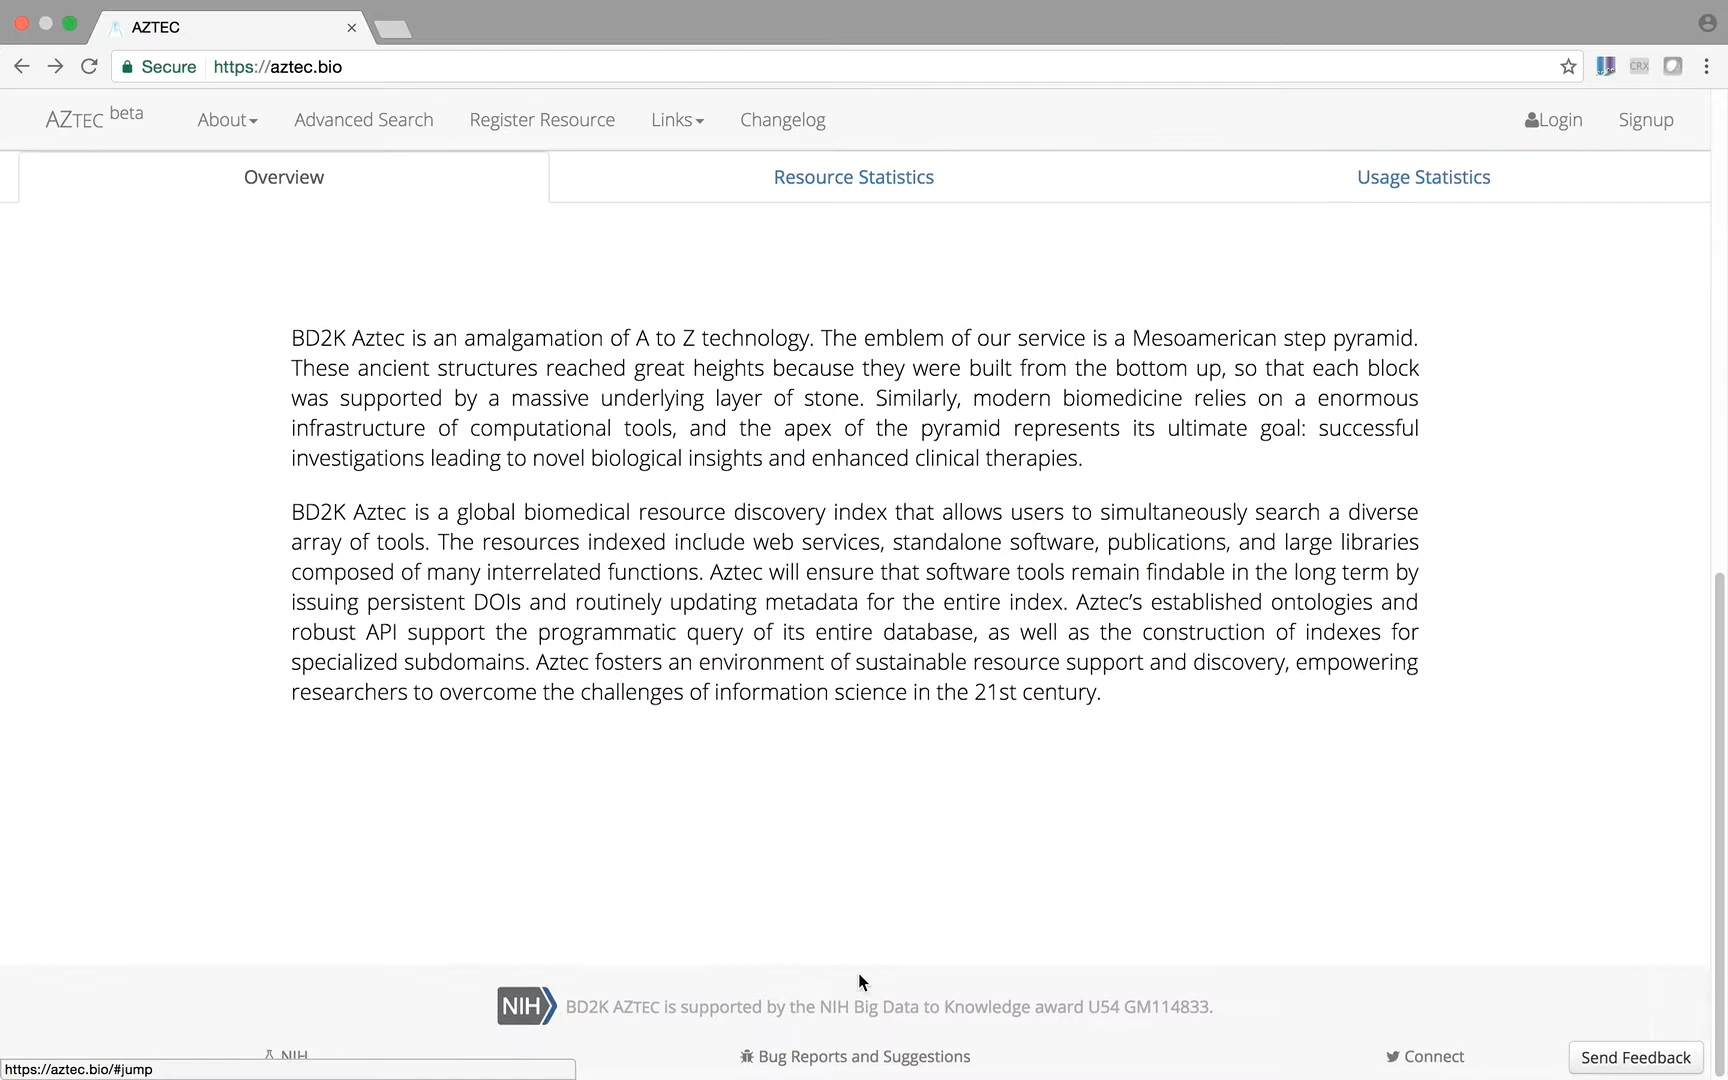 AZTEC
Secure https://aztec.bio
CRX
AZTEC beta About Advanced Search Register Resource Links Changelog Login Signup
Overview Resource Statistics Usage Statistics
BD2K Aztec is an amalgamation of A to Z technology. The emblem of our service is a Mesoamerican step pyramid.
These ancient structures reached great heights because they were built from the bottom up, so that each block
was supported by a massive underlying layer of stone. Similarly, modern biomedicine relies on a enormous
infrastructure of computational tools, and the apex of the pyramid represents its ultimate goal: successful
investigations leading to novel biological insights and enhanced clinical therapies.
BD2K Aztec is a global biomedical resource discovery index that allows users to simultaneously search a diverse
array of tools. The resources indexed include web services, standalone software, publications, and large libraries
composed of many interrelated functions. Aztec will ensure that software tools remain findable in the long term by
issuing persistent DOIs and routinely updating metadata for the entire index. Aztec's established ontologies and
robust API support the programmatic query of its entire database, as well as the construction of indexes for
specialized subdomains. Aztec fosters an environment of sustainable resource support and discovery, empowering
researchers to overcome the challenges of information science in the 21st century.
NIH BD2K AZTEC is supported by the NIH Big Data to Knowledge award U54 GM114833.
NIH Bug Reports and Suggestions Connect Send Feedback
https://aztec.bio/#jump